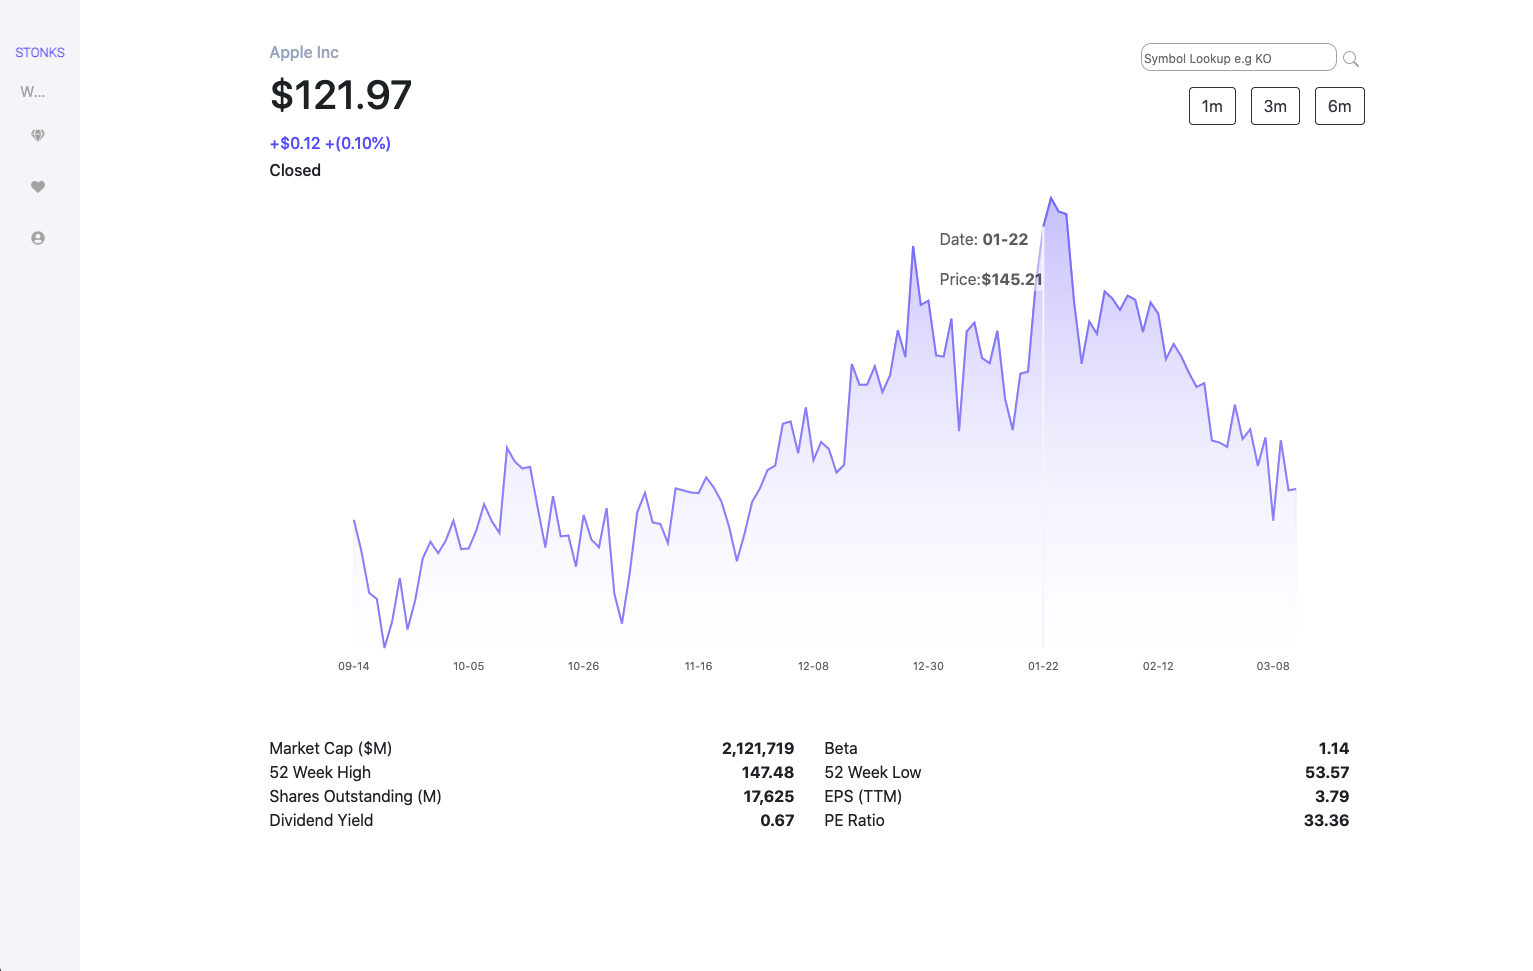 STONKS
W...
Apple Inc
$121.97
+$0.12 +(0.10%)
Closed
Symbol Lookup e.g KO
1m 3m 6m
Date: 01-22
Price:$145.21
09-14 10-05 10-26 11-16 12-08 12-30 01-22 02-12 03-08
Market Cap ($M) 2,121,719 Beta 1.14
52 Week High 147.48 52 Week Low 53.57
Shares Outstanding (M) 17,625 EPS (TTM) 3.79
Dividend Yield 0.67 PE Ratio 33.36